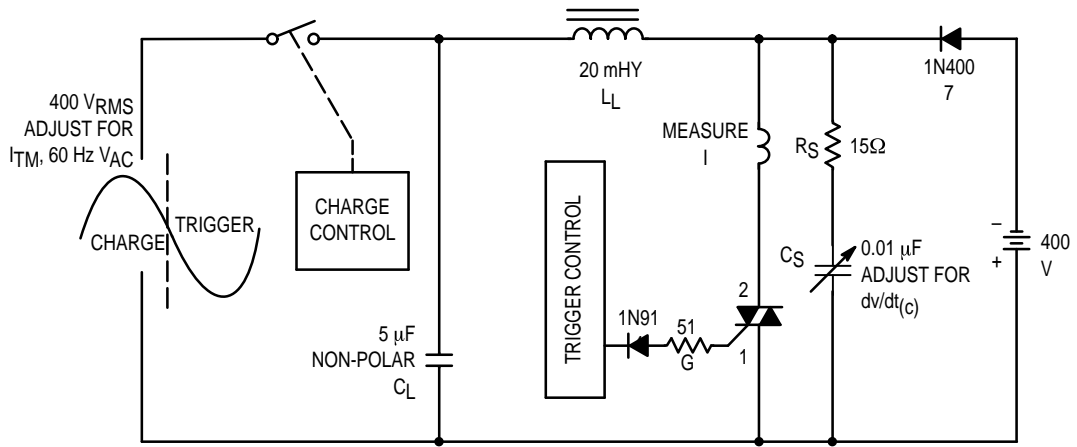 400 VRMS
ADJUST FOR
ITM, 60 Hz VAC
CHARGE
TRIGGER
CHARGE
CONTROL
5 μF
NON-POLAR
CL
20 mHY
LL
TRIGGER CONTROL
1N91
51
G
MEASURE
I
2
1
RS
15Ω
CS
0.01 μF
ADJUST FOR
dv/dt(c)
1N400
7
–
+
400
V